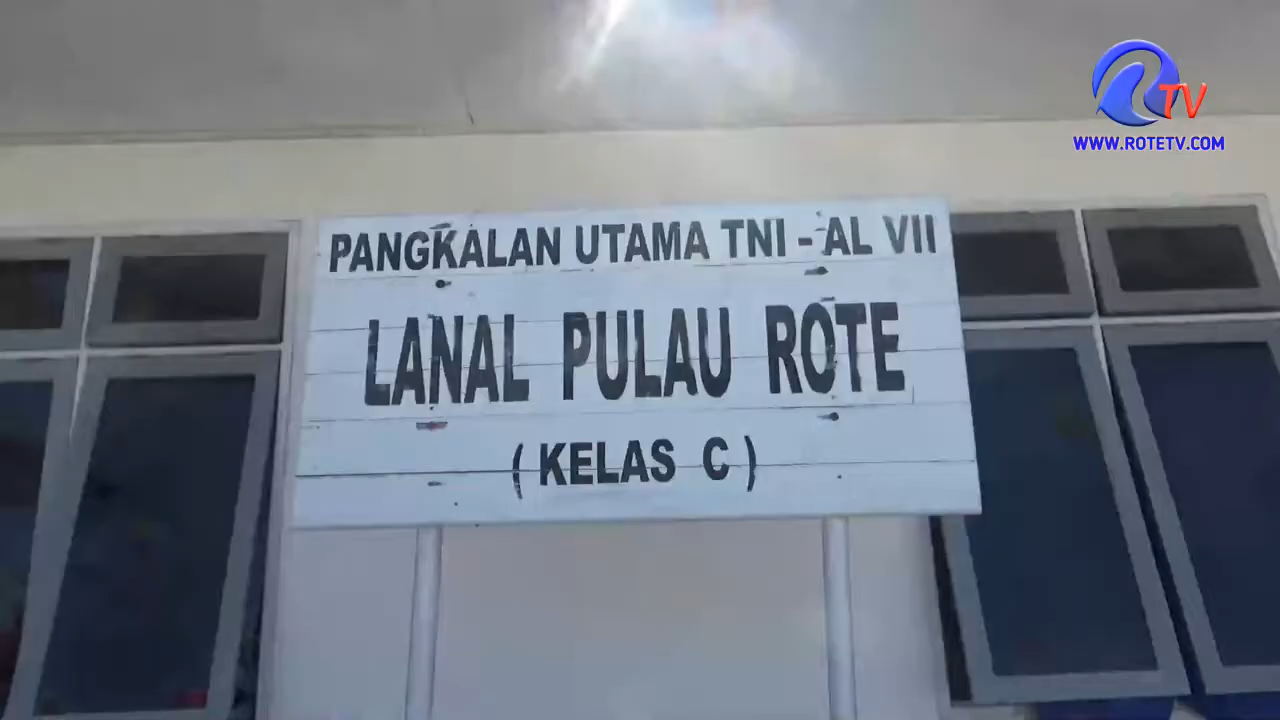 TV
WWW.ROTETV.COM
PANGKALAN UTAMA TNI - AL VII
LANAL PULAU ROTE
( KELAS C )